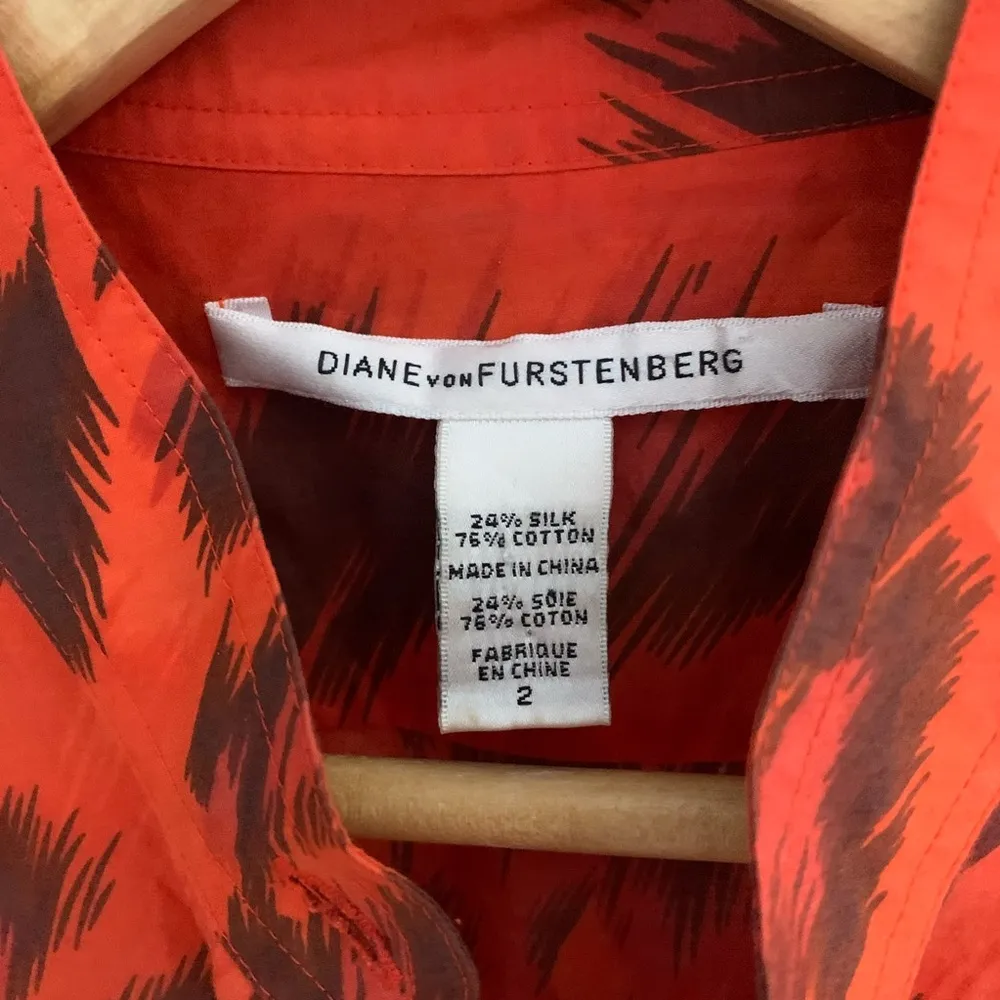 DIANE VON FURSTENBERG
24% SILK
76% COTTON
MADE IN CHINA
24% SOIE
76% COTON
FABRIQUE
EN CHINE
2